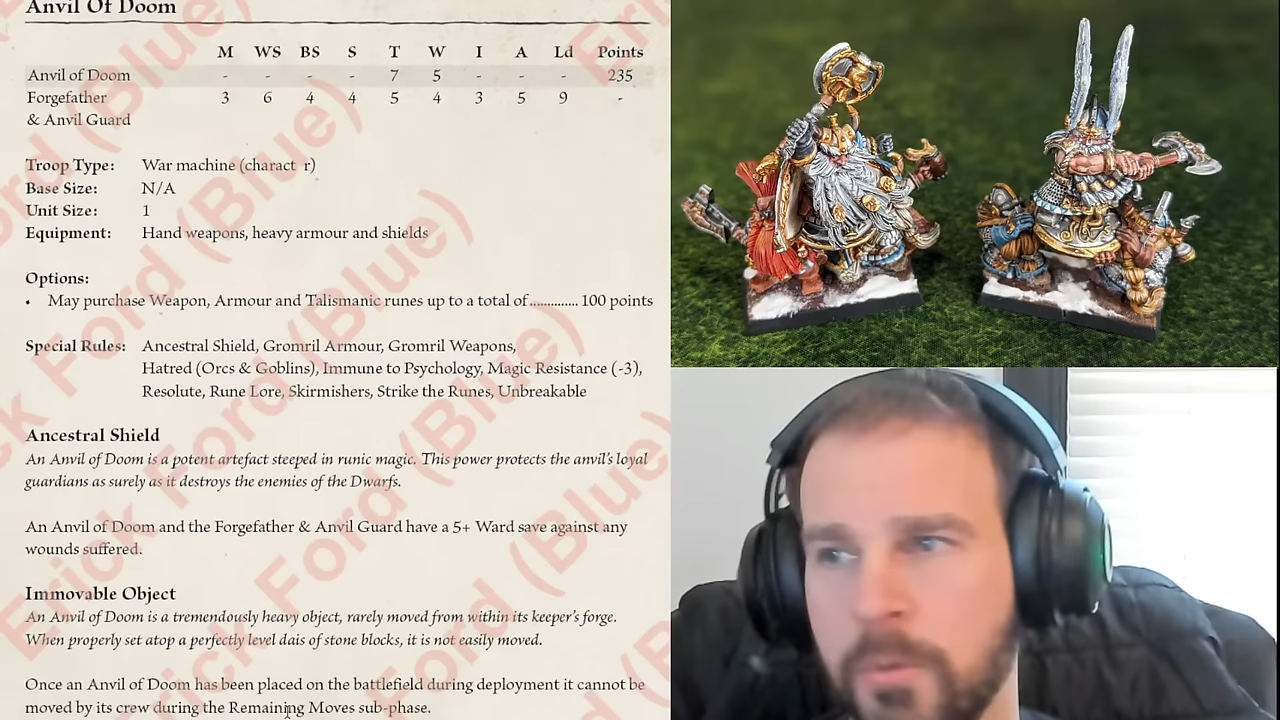 Anvil Of Doom
M WS BS S T W I A Ld Points
Anvil of Doom - - - - 7 5 - - - 235
Forgefather 3 6 4 4 5 4 3 5 9 -
& Anvil Guard
Troop Type: War machine (charact r)
Base Size: N/A
Unit Size: 1
Equipment: Hand weapons, heavy armour and shields
Options:
• May purchase Weapon, Armour and Talismanic runes up to a total of.............. 100 points
Special Rules: Ancestral Shield, Gromril Armour, Gromril Weapons,
Hatred (Orcs & Goblins), Immune to Psychology, Magic Resistance (-3),
Resolute, Rune Lore, Skirmishers, Strike the Runes, Unbreakable
Ancestral Shield
An Anvil of Doom is a potent artefact steeped in runic magic. This power protects the anvil's loyal
guardians as surely as it destroys the enemies of the Dwarfs.
An Anvil of Doom and the Forgefather & Anvil Guard have a 5+ Ward save against any
wounds suffered.
Immovable Object
An Anvil of Doom is a tremendously heavy object, rarely moved from within its keeper's forge.
When properly set atop a perfectly level dais of stone blocks, it is not easily moved.
Once an Anvil of Doom has been placed on the battlefield during deployment it cannot be
moved by its crew during the Remaining Moves sub-phase.
Erick Ford (Blue)